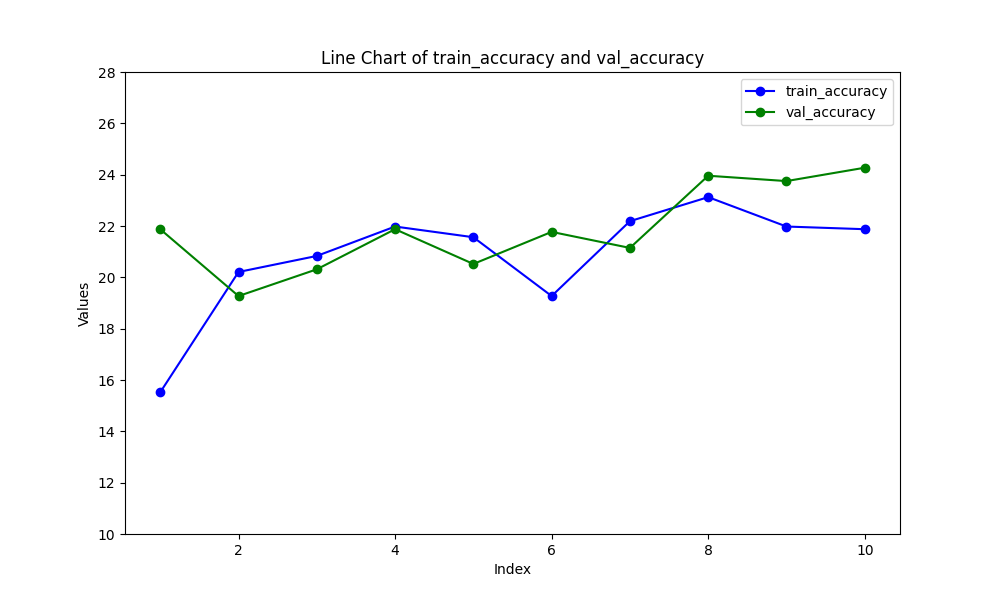 Line Chart of train_accuracy and val_accuracy
train_accuracy
val_accuracy
28
26
24
22
20
18
16
14
12
10
Values
2 4 6 8 10
Index